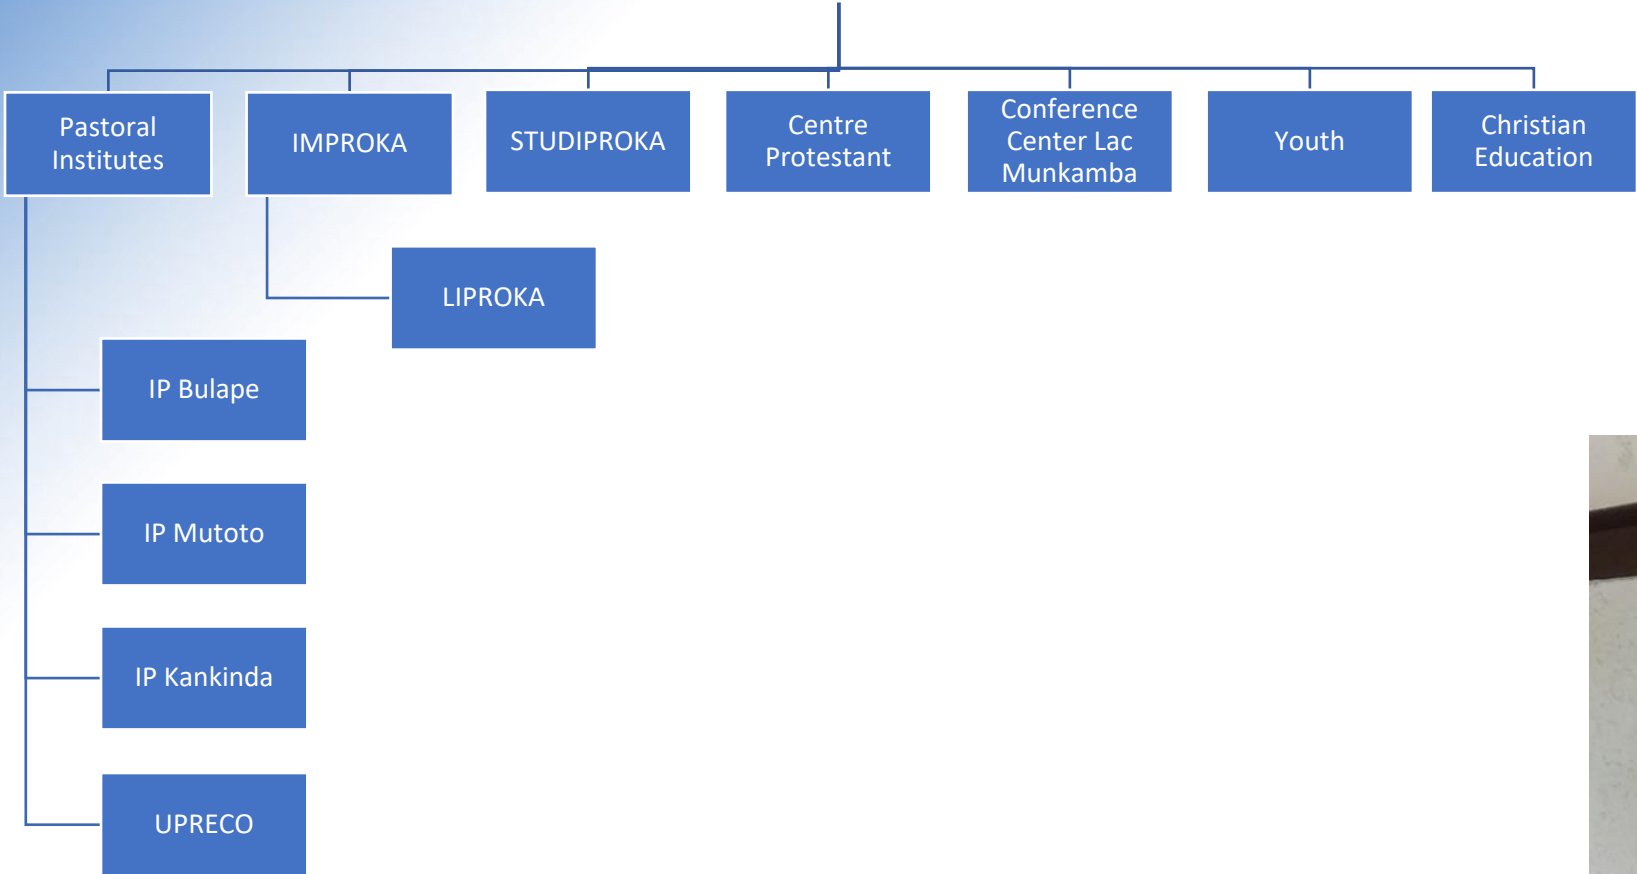 Pastoral
Institutes
IMPROKA
STUDIPROKA
Centre
Protestant
Conference
Center Lac
Munkamba
Youth
Christian
Education
LIPROKA
IP Bulape
IP Mutoto
IP Kankinda
UPRECO